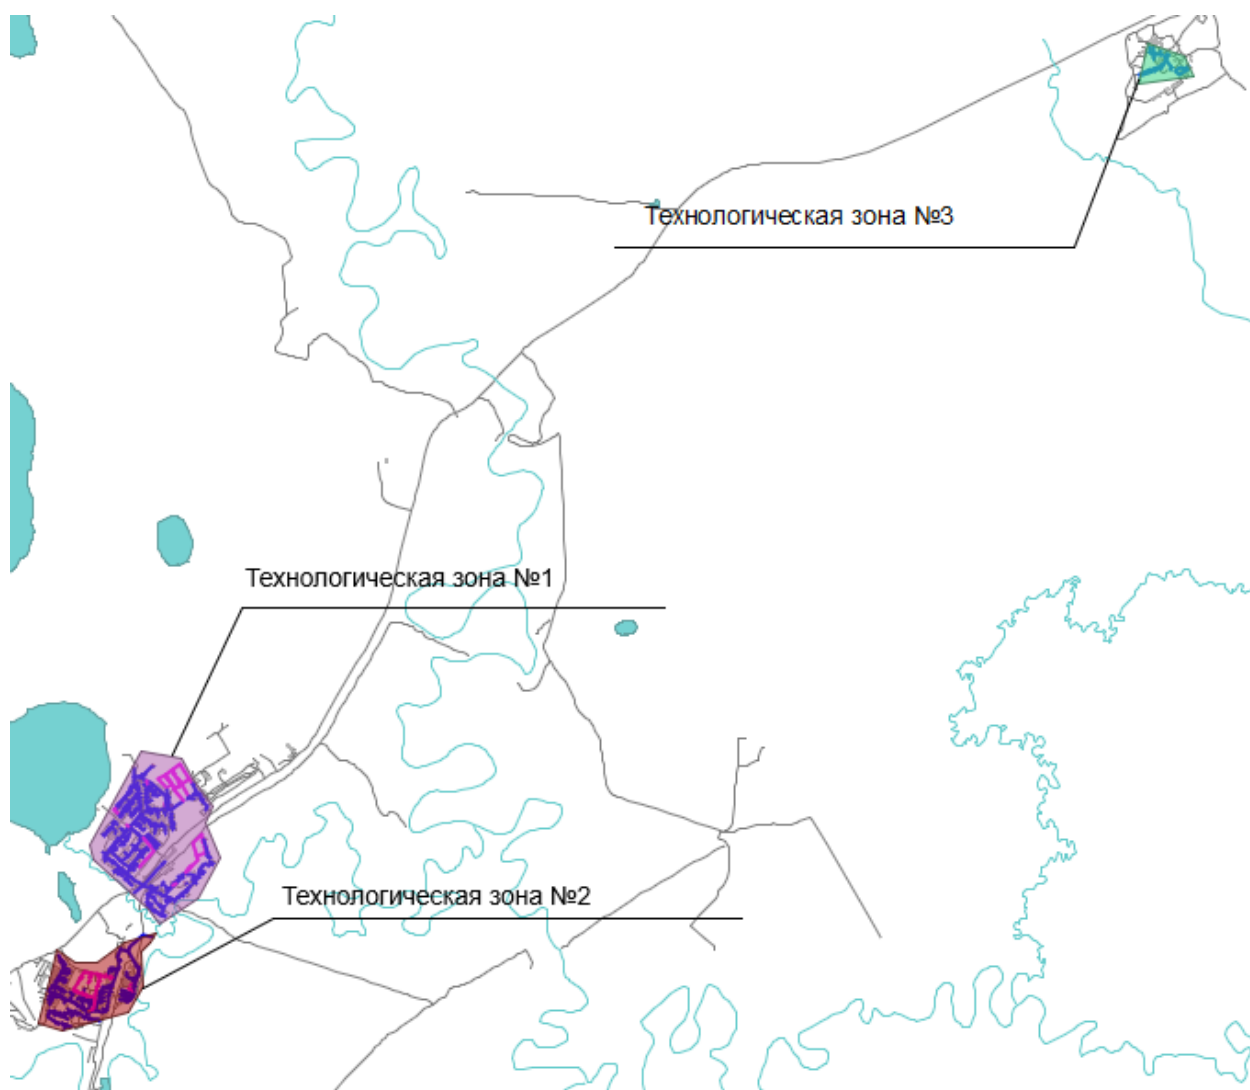 Технологическая зона №3
Технологическая зона №1
Технологическая зона №2